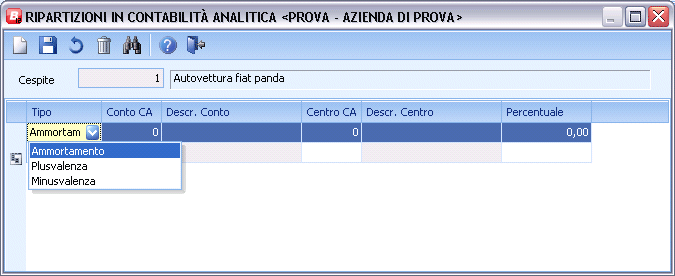 RIPARTIZIONI IN CONTABILITÀ ANALITICA <PROVA - AZIENDA DI PROVA>
Cespite 1 Autovettura fiat panda
Tipo Conto CA Descr. Conto Centro CA Descr. Centro Percentuale
Ammortam 0 0 0,00
Ammortamento
Plusvalenza
Minusvalenza